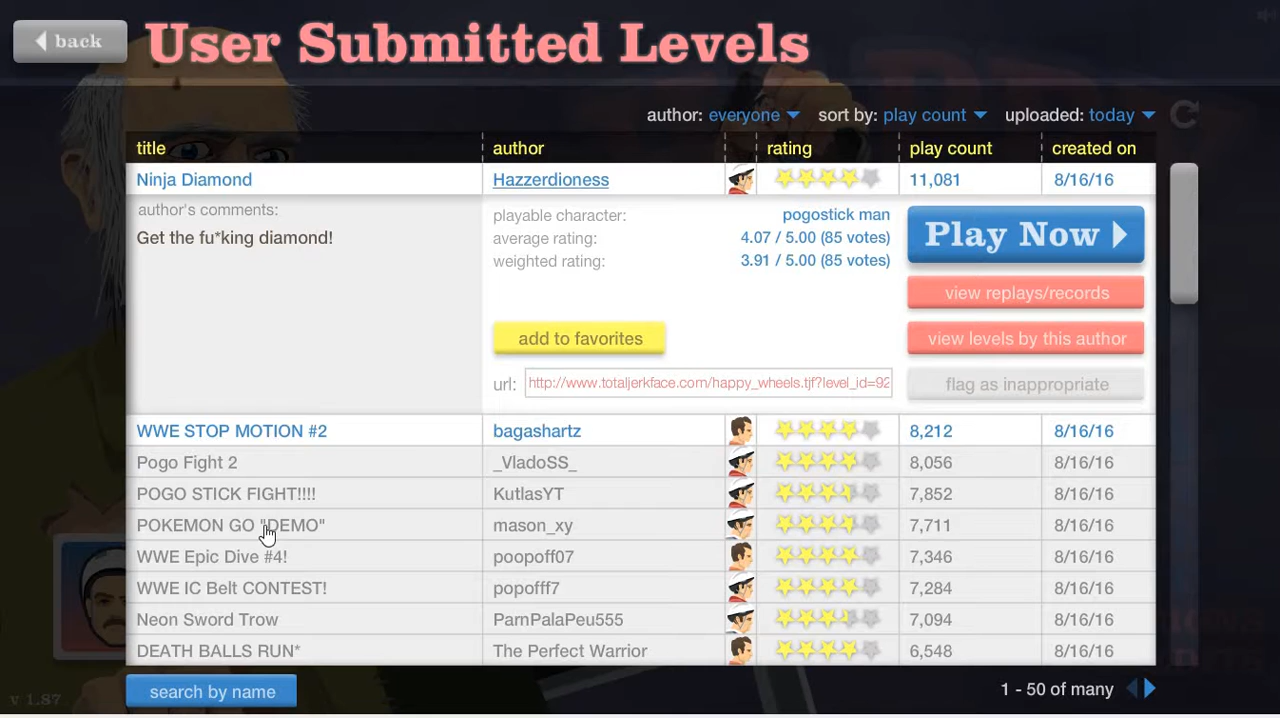 back
User Submitted Levels
author: everyone sort by: play count uploaded: today
title author rating play count created on
Ninja Diamond Hazzerdioness 11,081 8/16/16
author's comments:
Get the fu*king diamond!
playable character: pogostick man
average rating: 4.07 / 5.00 (85 votes)
weighted rating: 3.91 / 5.00 (85 votes)
Play Now
view replays/records
add to favorites
view levels by this author
url: http://www.totaljerkface.com/happy_wheels.tjf?level_id=92
flag as inappropriate
WWE STOP MOTION #2 bagashartz 8,212 8/16/16
Pogo Fight 2 _VladoSS_ 8,056 8/16/16
POGO STICK FIGHT!!!! KutlasYT 7,852 8/16/16
POKEMON GO "DEMO" mason_xy 7,711 8/16/16
WWE Epic Dive #4! poopoff07 7,346 8/16/16
WWE IC Belt CONTEST! popofff7 7,284 8/16/16
Neon Sword Trow ParnPalaPeu555 7,094 8/16/16
DEATH BALLS RUN* The Perfect Warrior 6,548 8/16/16
search by name
1 - 50 of many
v 1.87